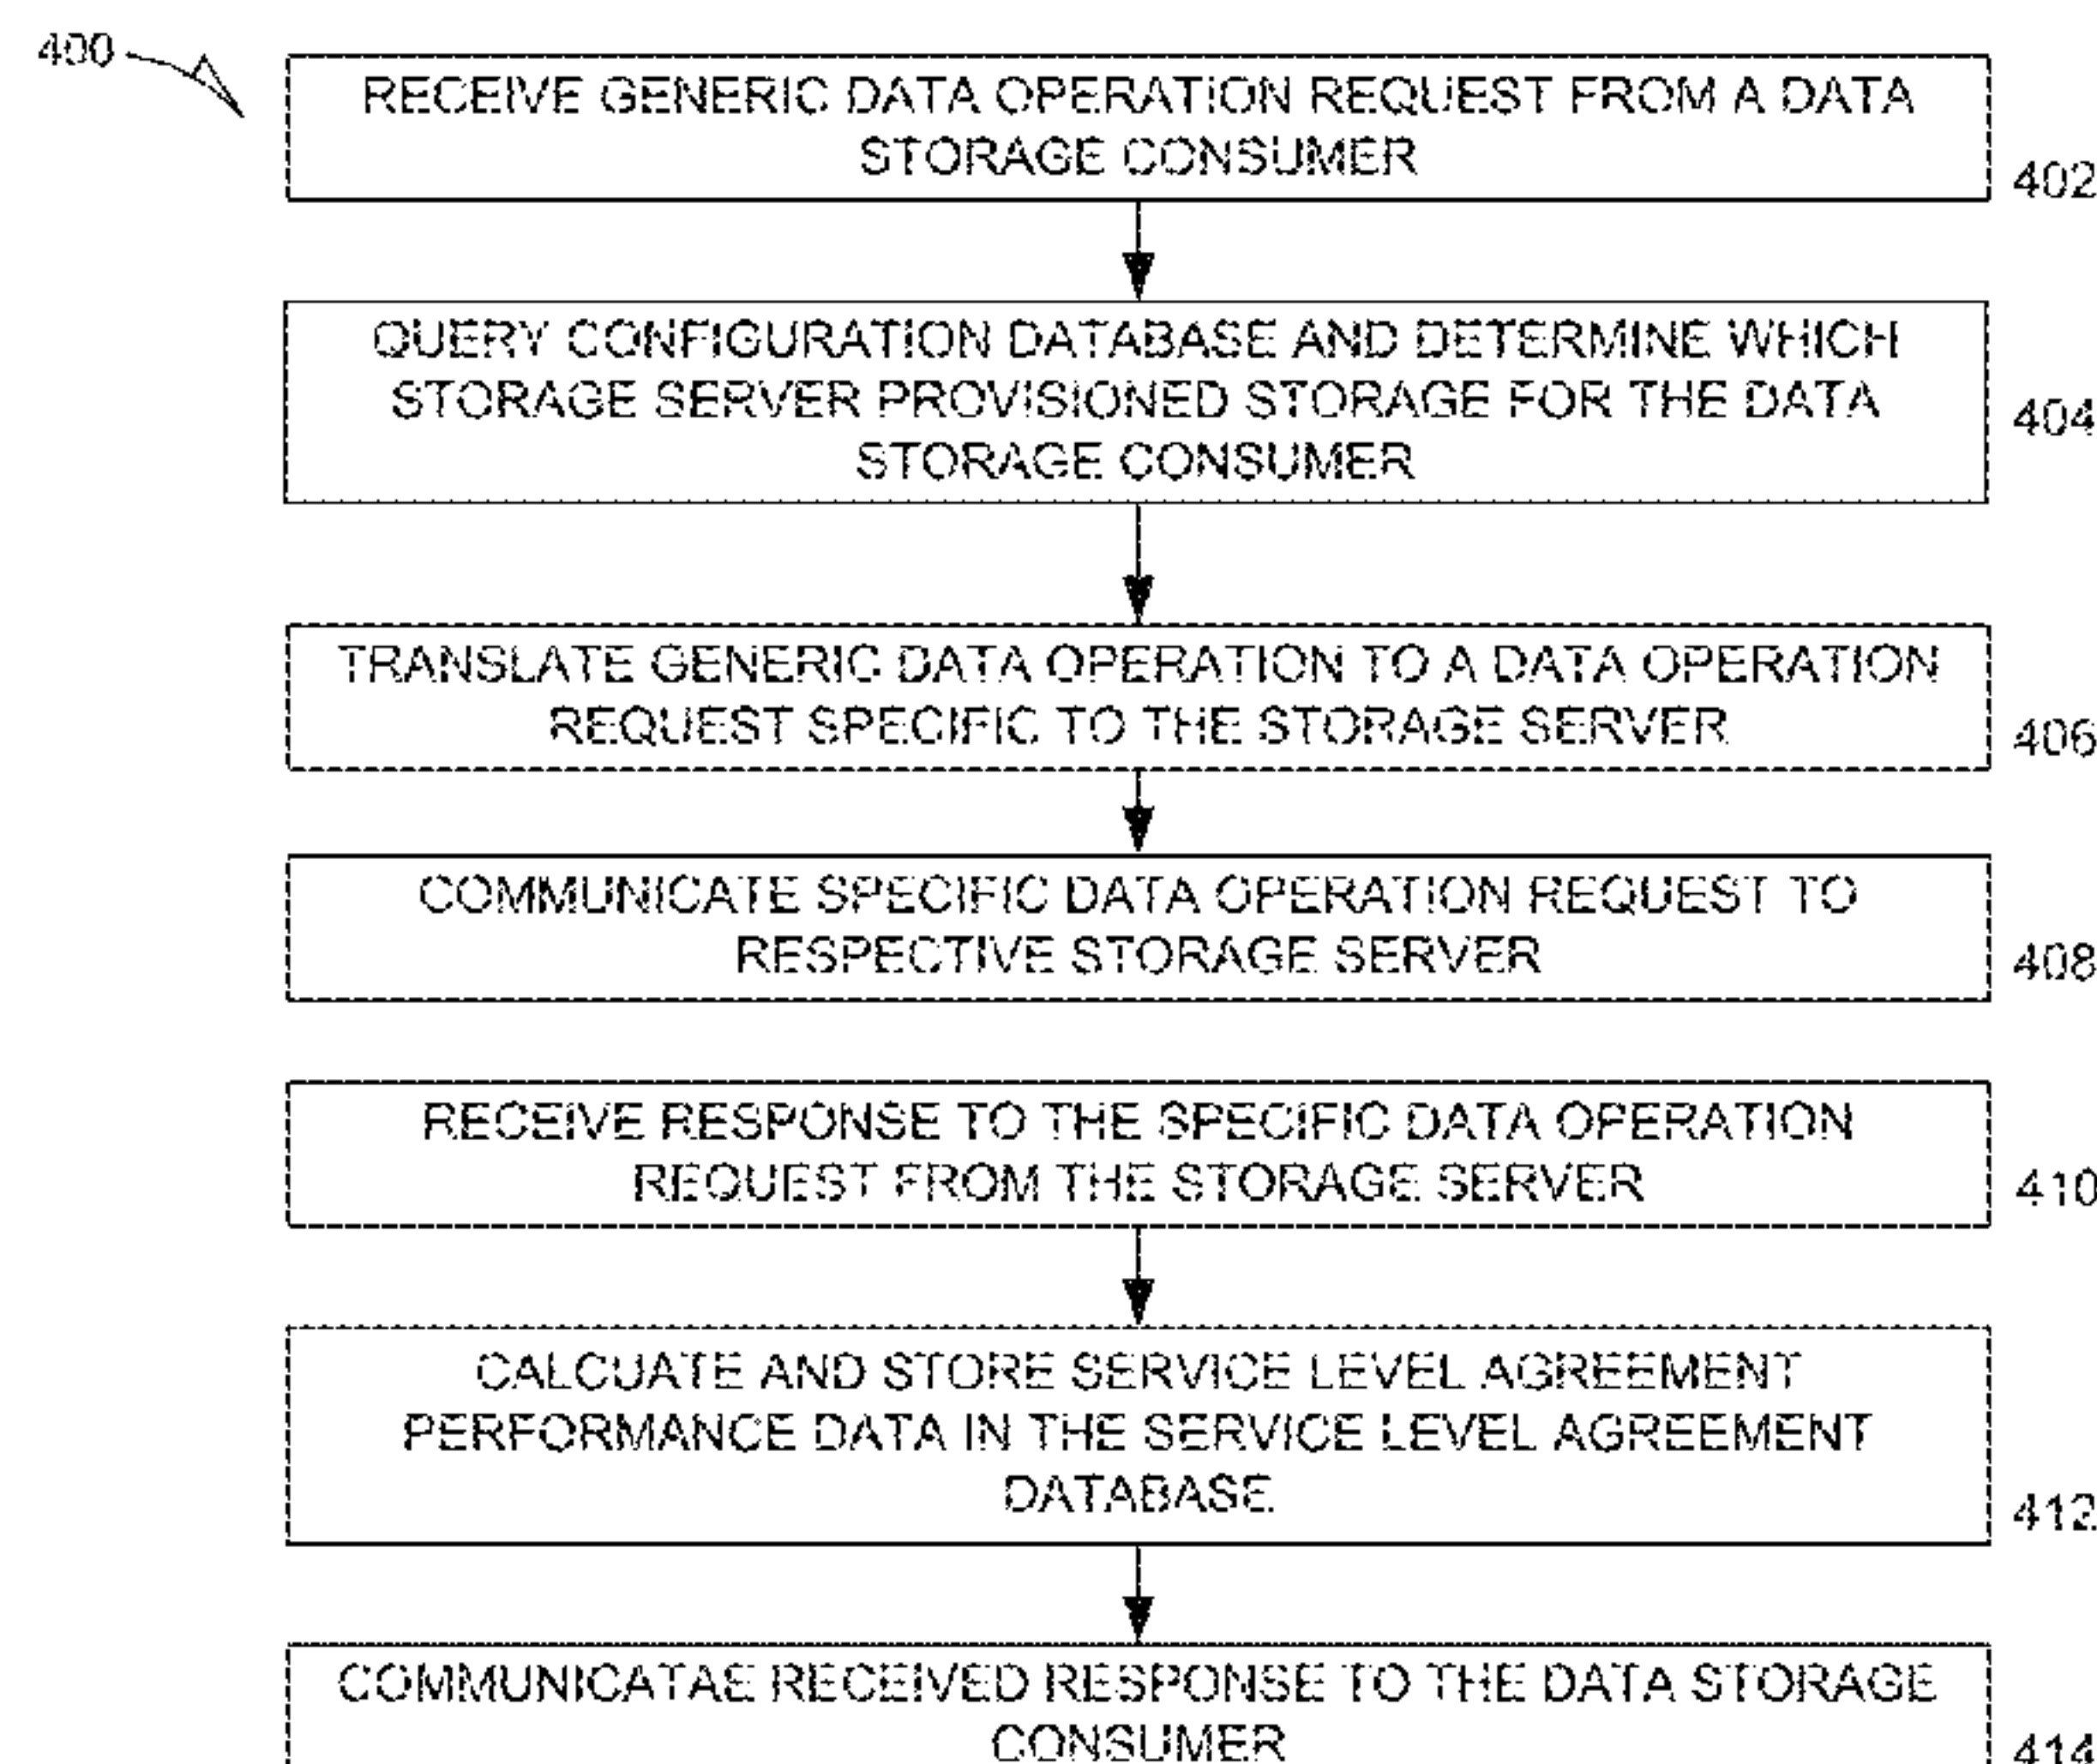 400
RECEIVE GENERIC DATA OPERATION REQUEST FROM A DATA
STORAGE CONSUMER
402
QUERY CONFIGURATION DATABASE AND DETERMINE WHICH
STORAGE SERVER PROVISIONED STORAGE FOR THE DATA
STORAGE CONSUMER
404
TRANSLATE GENERIC DATA OPERATION TO A DATA OPERATION
REQUEST SPECIFIC TO THE STORAGE SERVER
406
COMMUNICATE SPECIFIC DATA OPERATION REQUEST TO
RESPECTIVE STORAGE SERVER
408
RECEIVE RESPONSE TO THE SPECIFIC DATA OPERATION
REQUEST FROM THE STORAGE SERVER
410
CALCUATE AND STORE SERVICE LEVEL AGREEMENT
PERFORMANCE DATA IN THE SERVICE LEVEL AGREEMENT
DATABASE
412
COMMUNICATAE RECEIVED RESPONSE TO THE DATA STORAGE
CONSUMER
414